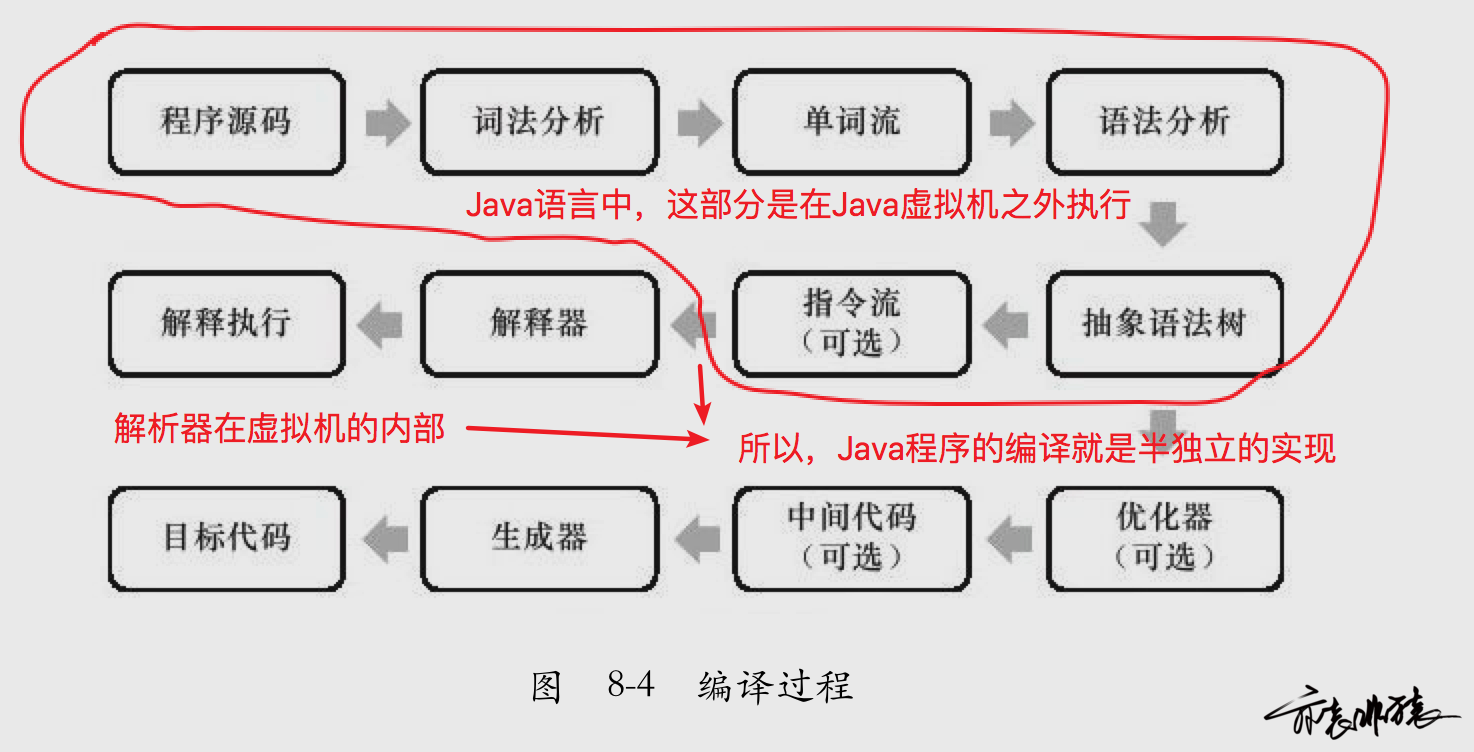 程序源码
词法分析
单词流
语法分析
Java语言中，这部分是在Java虚拟机之外执行
解释执行
解释器
指令流
（可选）
抽象语法树
解析器在虚拟机的内部
所以，Java程序的编译就是半独立的实现
目标代码
生成器
中间代码
（可选）
优化器
（可选）
图 8-4 编译过程